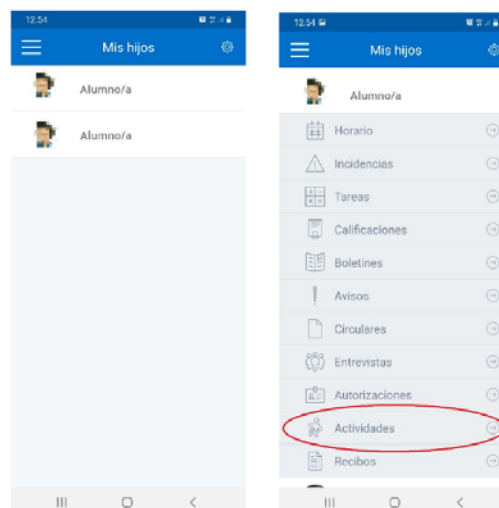 12:54
Mis hijos
Alumno/a
Alumno/a
12:54
Mis hijos
Alumno/a
Horario
Incidencias
Tareas
Calificaciones
Boletines
Avisos
Circulares
Entrevistas
Autorizaciones
Actividades
Recibos